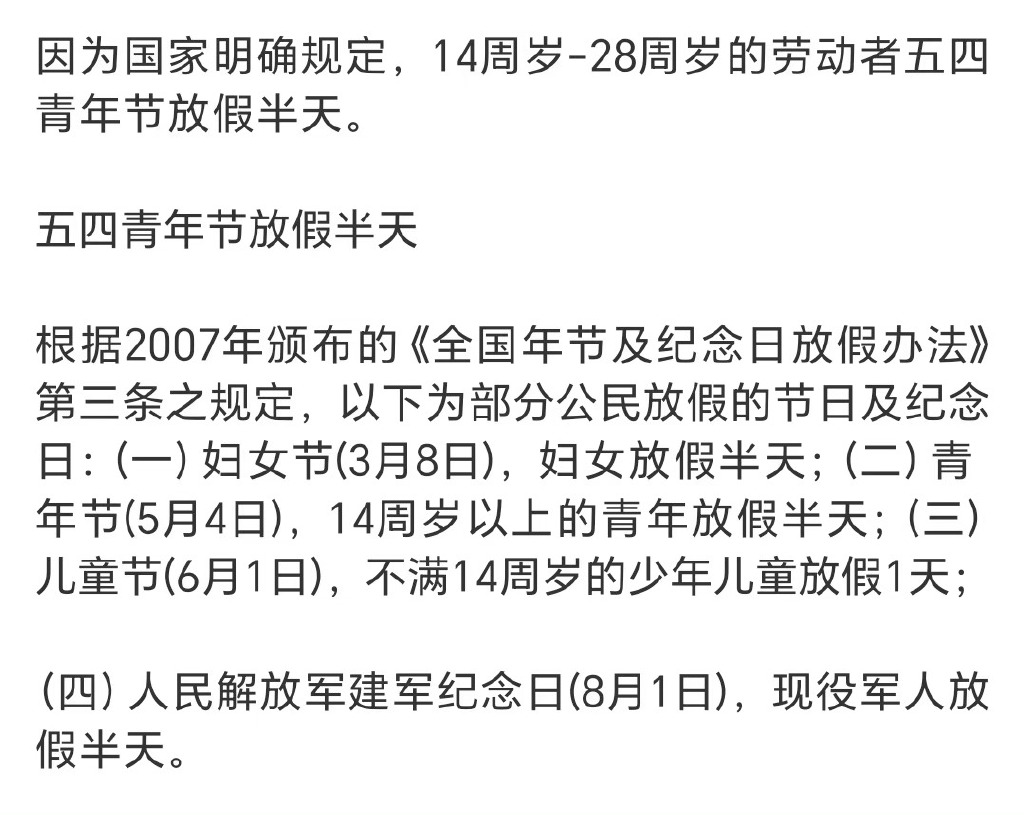 因为国家明确规定，14周岁-28周岁的劳动者五四
青年节放假半天。
五四青年节放假半天
根据2007年颁布的《全国年节及纪念日放假办法》
第三条之规定，以下为部分公民放假的节日及纪念
日：(一) 妇女节(3月8日)，妇女放假半天；(二) 青
年节(5月4日)，14周岁以上的青年放假半天；(三)
儿童节(6月1日)，不满14周岁的少年儿童放假1天；
(四) 人民解放军建军纪念日(8月1日)，现役军人放
假半天。